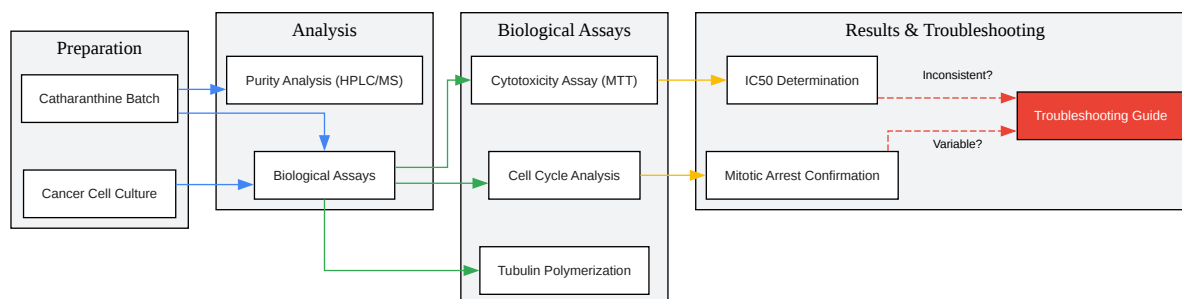 Preparation
Catharanthine Batch
Cancer Cell Culture
Analysis
Purity Analysis (HPLC/MS)
Biological Assays
Biological Assays
Cytotoxicity Assay (MTT)
Cell Cycle Analysis
Tubulin Polymerization
Results & Troubleshooting
IC50 Determination
Mitotic Arrest Confirmation
Inconsistent?
Variable?
Troubleshooting Guide